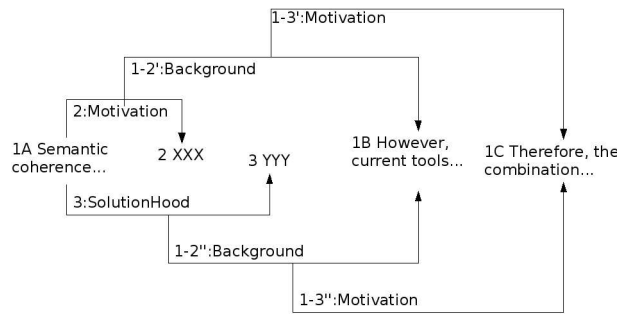 1-3':Motivation
1-2':Background
2:Motivation
1A Semantic
coherence...
2 XXX
3 YYY
1B However,
current tools...
1C Therefore, the
combination...
3:SolutionHood
1-2'':Background
1-3'':Motivation